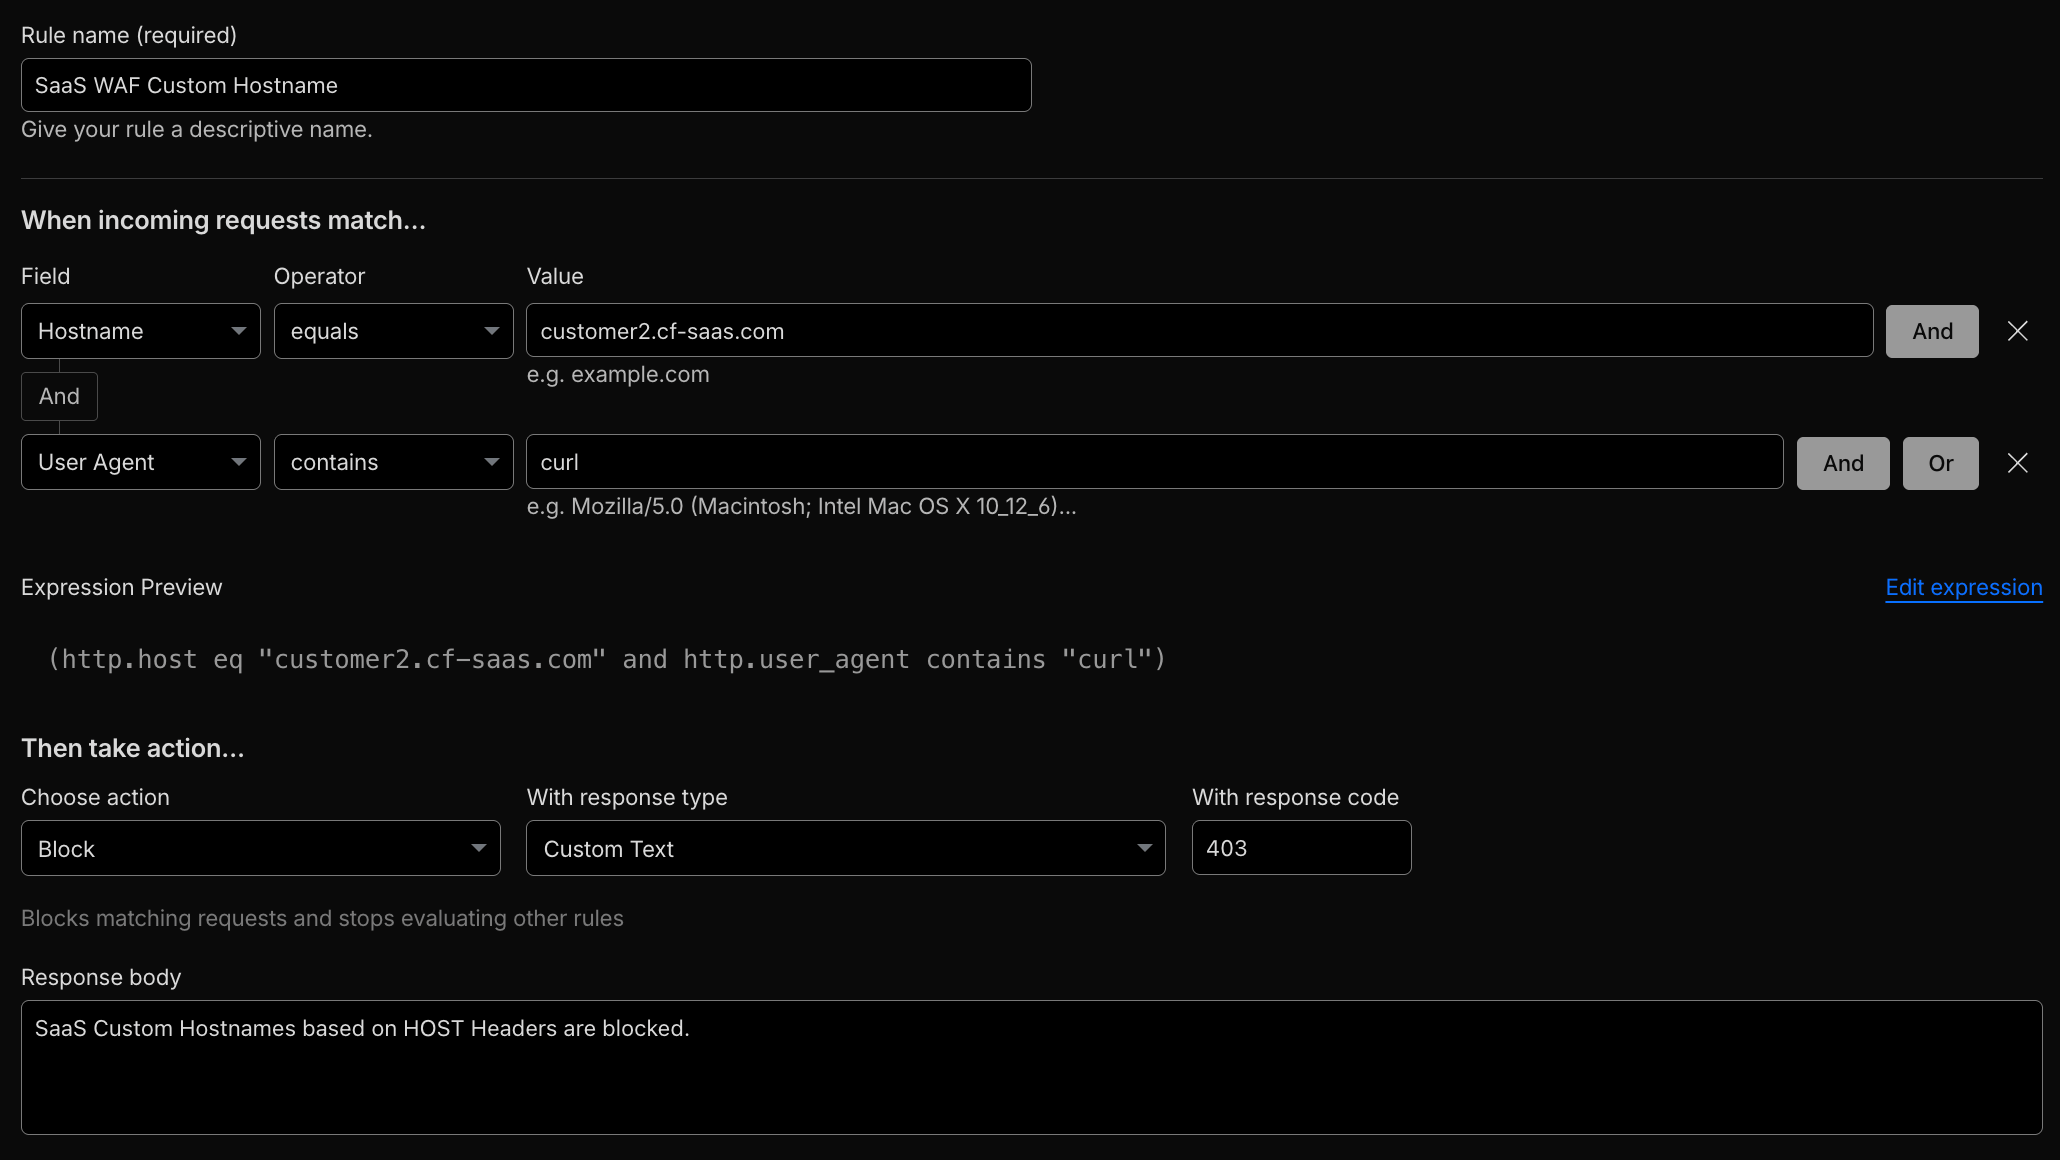 Rule name (required)
SaaS WAF Custom Hostname
Give your rule a descriptive name.
When incoming requests match...
Field Operator Value
Hostname equals customer2.cf-saas.com And
e.g. example.com
And
User Agent contains curl And Or
e.g. Mozilla/5.0 (Macintosh; Intel Mac OS X 10_12_6)...
Expression Preview Edit expression
(http.host eq "customer2.cf-saas.com" and http.user_agent contains "curl")
Then take action...
Choose action With response type With response code
Block Custom Text 403
Blocks matching requests and stops evaluating other rules
Response body
SaaS Custom Hostnames based on HOST Headers are blocked.